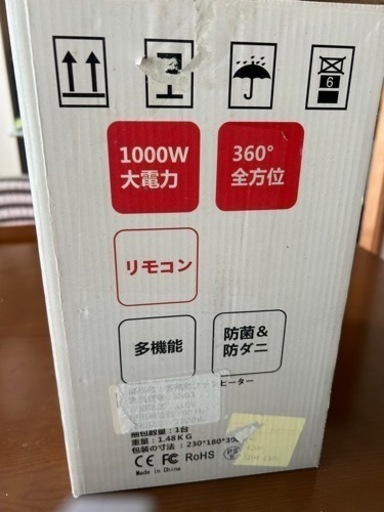 6
1000W
大電力
360°
全方位
リモコン
多機能
防菌&
防ダニ
ヒーター
梱包数量：1台
重量：1.48KG
包装の寸法：230*180*39
CE FC RoHS
Made in China